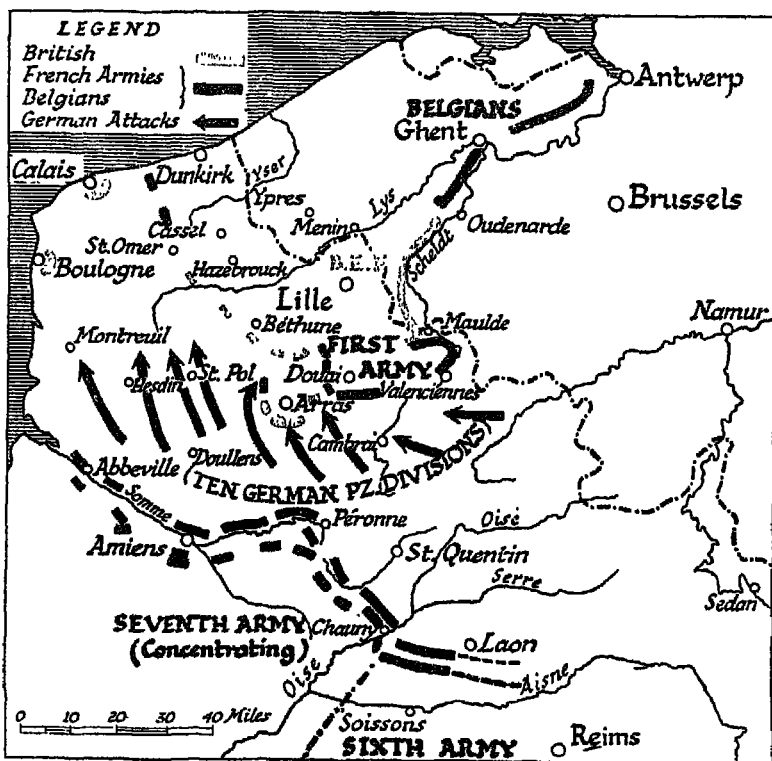 LEGEND
British
French Armies
Belgians
German Attacks
Antwerp
BELGIANS
Ghent
Calais
Dunkirk
Yser
Ypres
Lys
Brussels
Cassel
Menin
Oudenarde
St. Omer
Scheldt
Boulogne
Hazebrouck
B.E.F
Lille
Namur
Montreuil
Béthune
Maulde
FIRST
ARMY
Hesdin
St. Pol
Douai
Valenciennes
Arras
Cambrai
Abbeville
Doullens
(TEN GERMAN PZ. DIVISIONS)
Somme
Péronne
Oise
Amiens
St. Quentin
Serre
Sedan
SEVENTH ARMY
(Concentrating)
Chauny
Laon
Oise
Aisne
0 10 20 30 40 Miles
Soissons
SIXTH ARMY
Reims